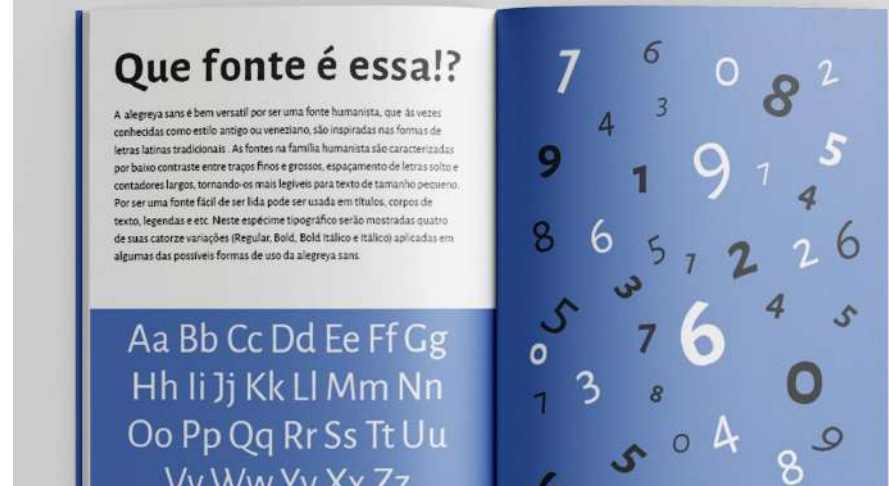 Que fonte é essa!?
A alegreya sans é bem versatil por ser uma fonte humanista, que às vezes
conhecidas como estilo antigo ou veneziano, são inspiradas nas formas de
letras latinas tradicionais . As fontes na família humanista são caracterizadas
por baixo contraste entre traços finos e grossos, espaçamento de letras solto e
contadores largos, tornando-os mais legíveis para texto de tamanho pequeno.
Por ser uma fonte fácil de ser lida pode ser usada em títulos, corpos de
texto, legendas e etc. Neste espécime tipográfico serão mostradas quatro
de suas catorze variações (Regular, Bold, Bold Itálico e Itálico) aplicadas em
algumas das possíveis formas de uso da alegreya sans.
Aa Bb Cc Dd Ee Ff Gg
Hh Ii Jj Kk Ll Mm Nn
Oo Pp Qq Rr Ss Tt Uu
Vv Ww Yy Xx Zz
7 6 0 8 2
4 3
9 1 9 7 5
4
8 6 5 7 2 2 6
3
5 7 6 4 5
0
7 3 8 0
5 0 4 8 9